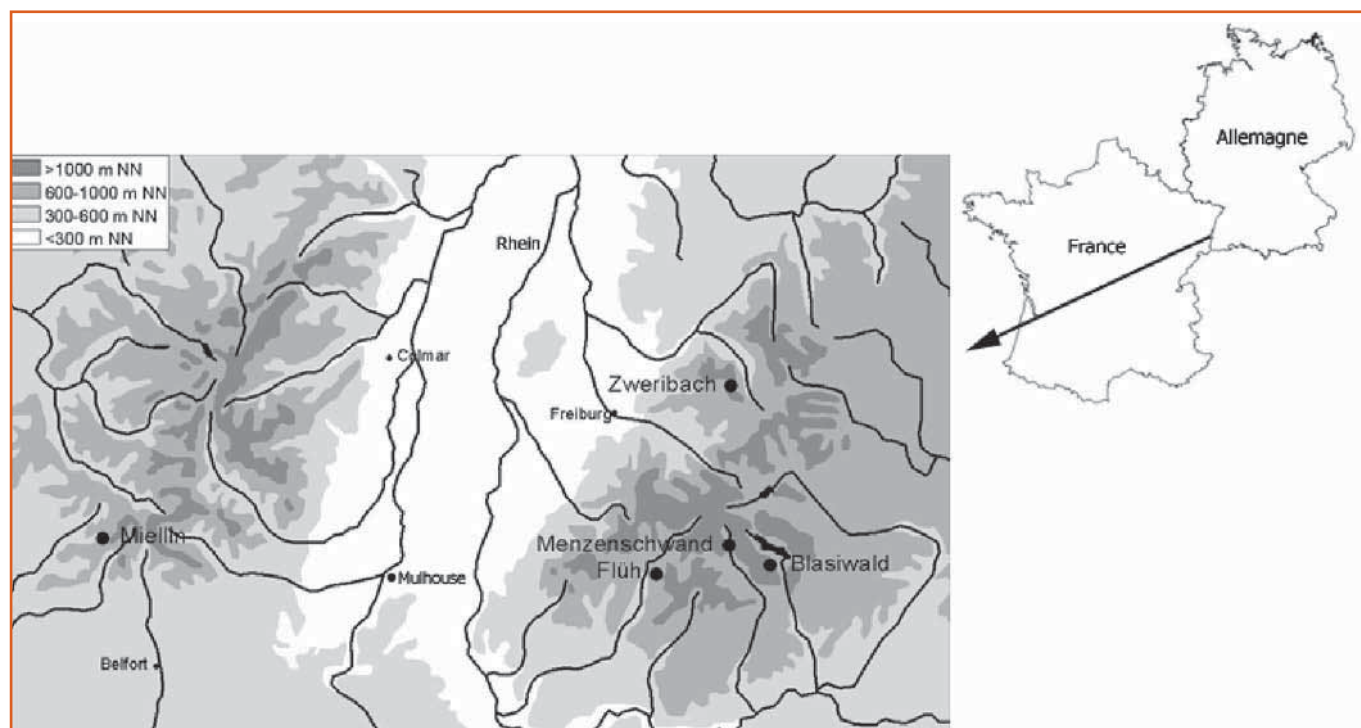 >1000 m NN
600-1000 m NN
300-600 m NN
<300 m NN
Rhein
Colmar
Zweribach
Freiburg
Miellin
Menzenschwand
Flüh
Blasiwald
Mulhouse
Belfort
Allemagne
France